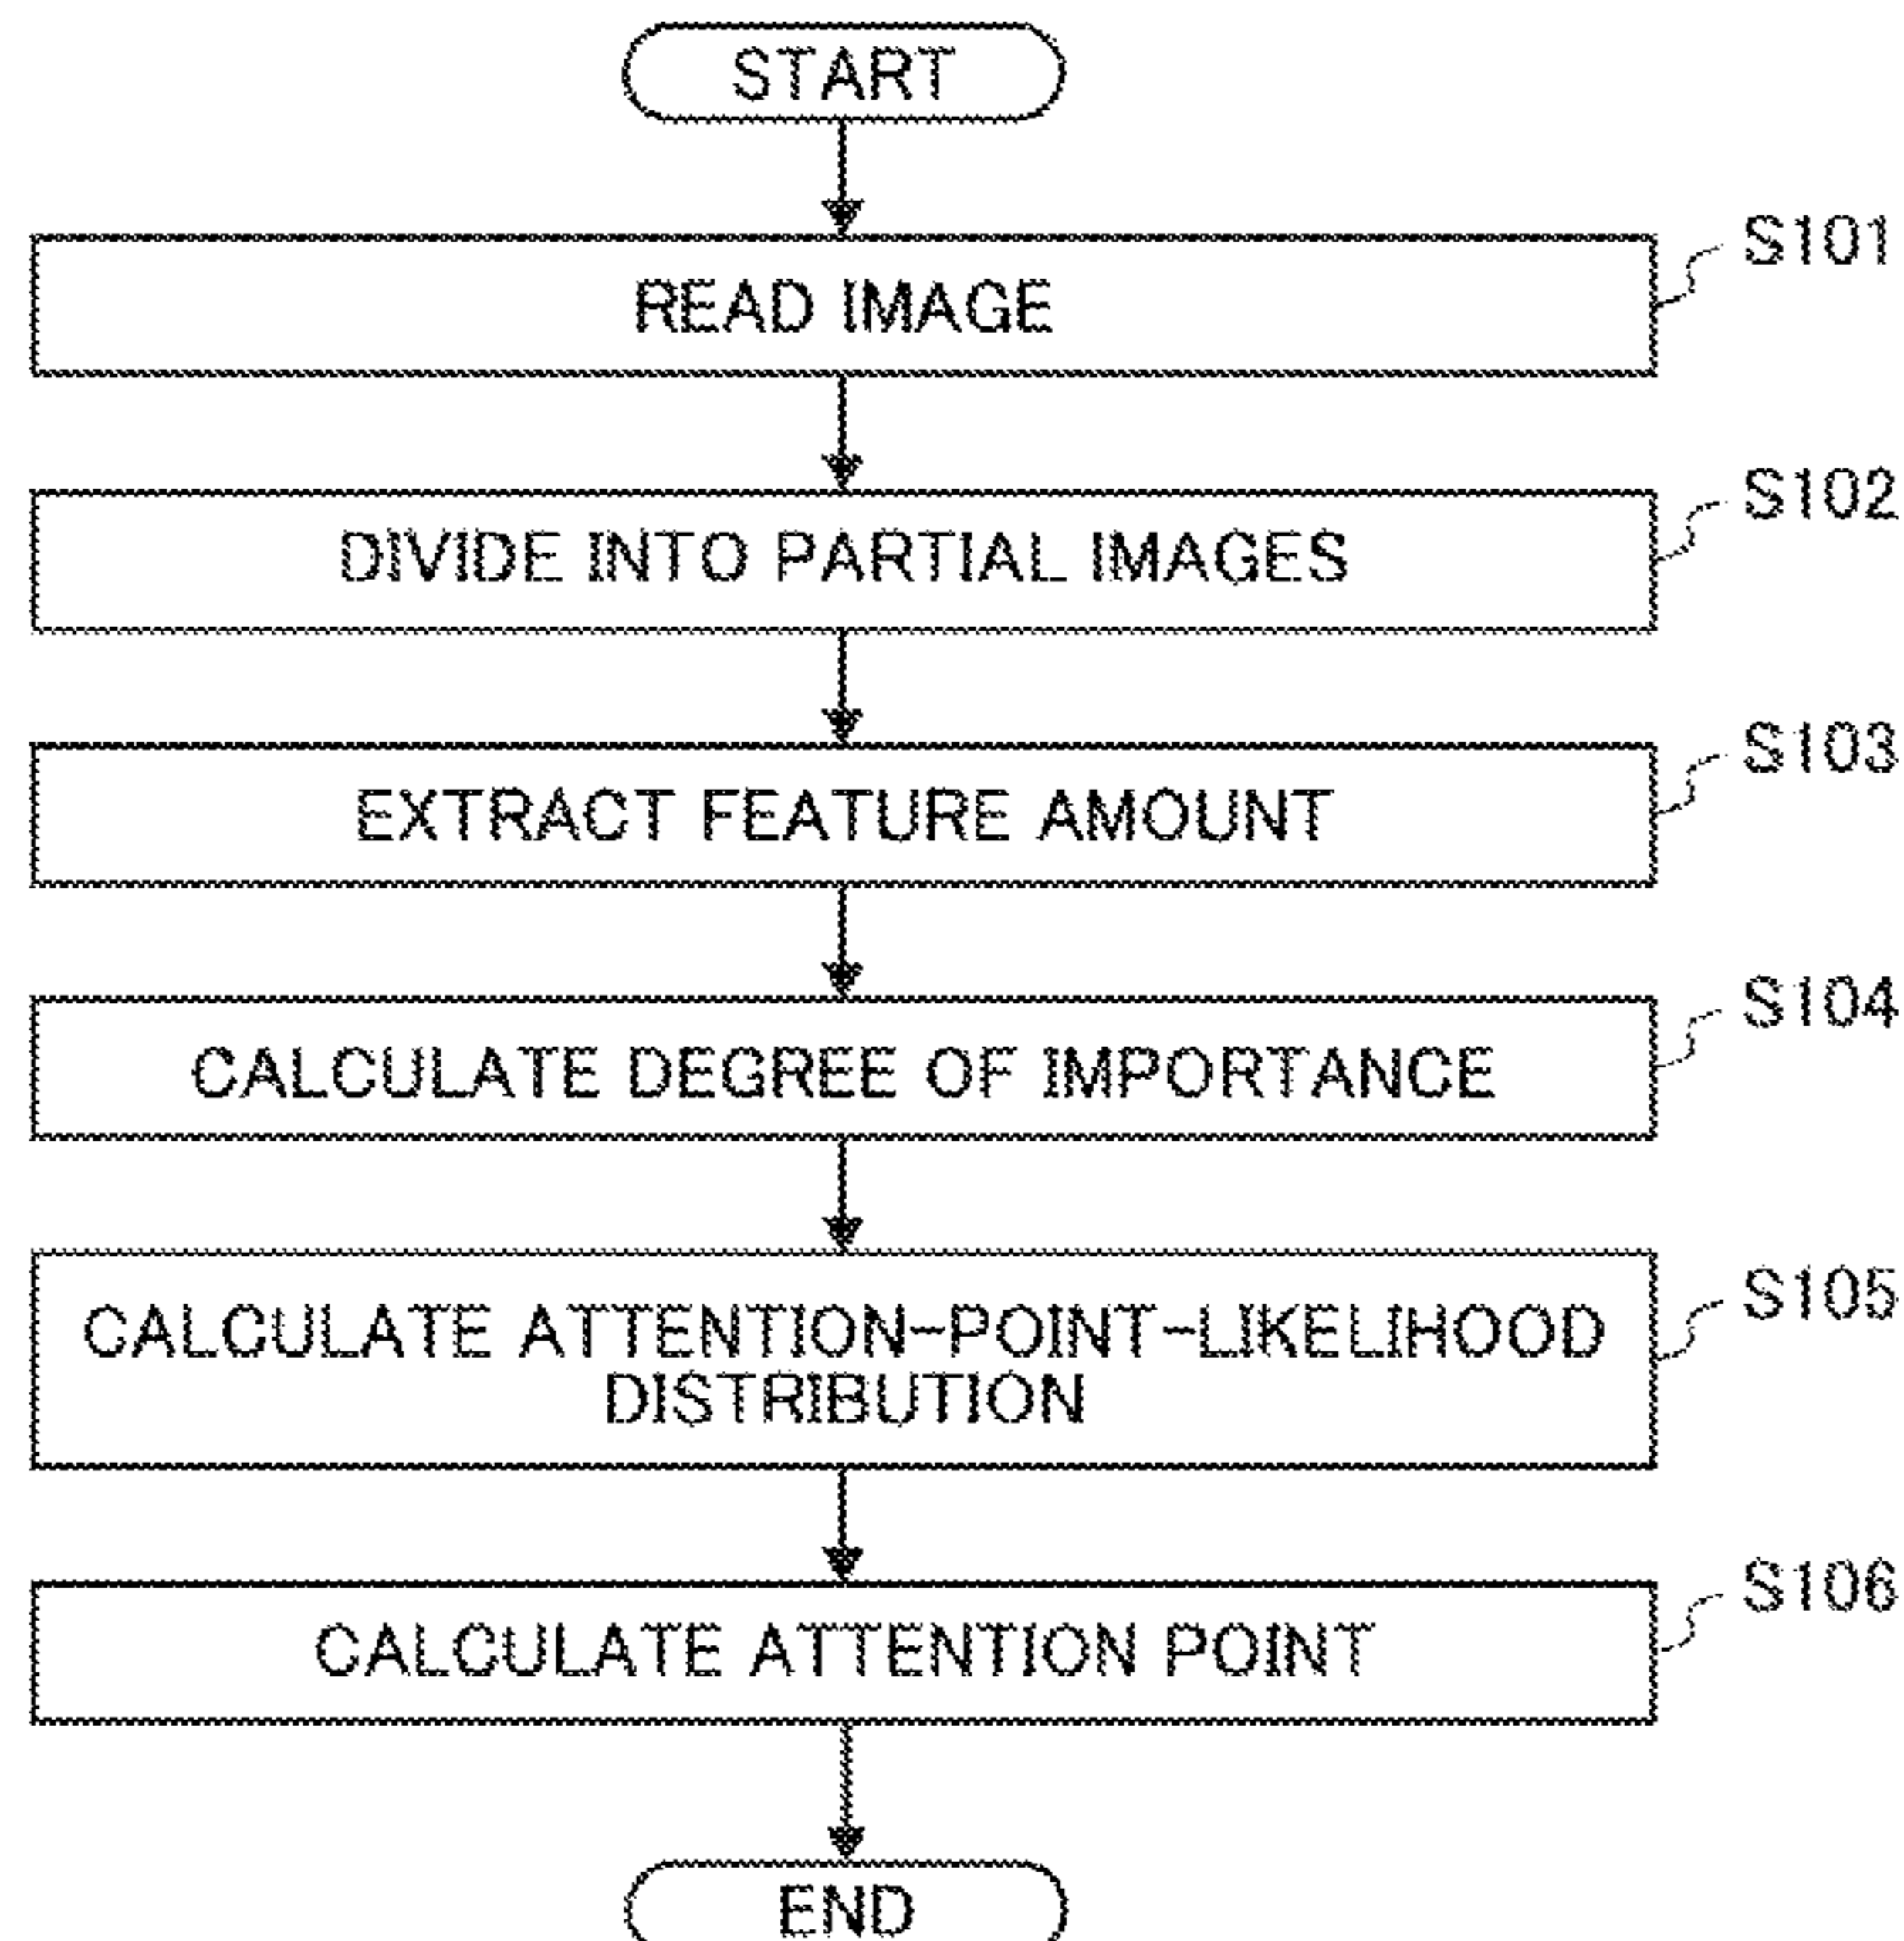 START
S101
READ IMAGE
S102
DIVIDE INTO PARTIAL IMAGES
S103
EXTRACT FEATURE AMOUNT
S104
CALCULATE DEGREE OF IMPORTANCE
S105
CALCULATE ATTENTION-POINT-LIKELIHOOD
DISTRIBUTION
S106
CALCULATE ATTENTION POINT
END